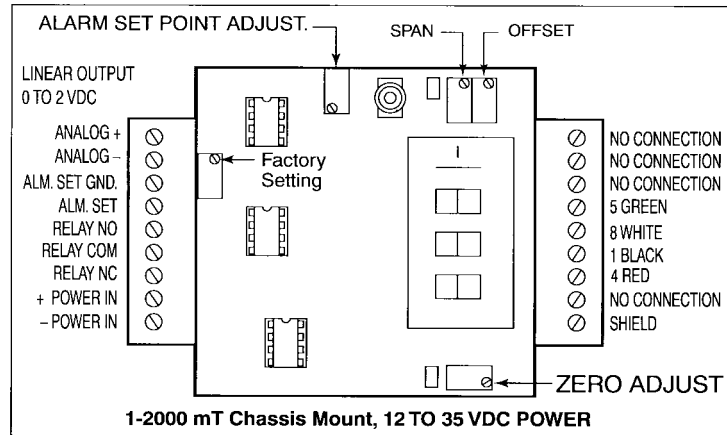 ALARM SET POINT ADJUST.
SPAN
OFFSET
LINEAR OUTPUT
0 TO 2 VDC
ANALOG +
ANALOG –
ALM. SET GND.
ALM. SET
RELAY NO
RELAY COM
RELAY NC
+ POWER IN
– POWER IN
Factory
Setting
NO CONNECTION
NO CONNECTION
NO CONNECTION
5 GREEN
8 WHITE
1 BLACK
4 RED
NO CONNECTION
SHIELD
ZERO ADJUST
1-2000 mT Chassis Mount, 12 TO 35 VDC POWER